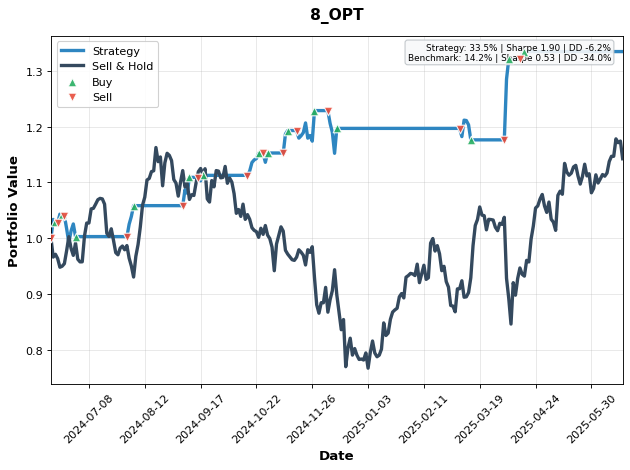 8_OPT
Strategy
Sell & Hold
Buy
Sell
Strategy: 33.5% | Sharpe 1.90 | DD -6.2%
Benchmark: 14.2% | Sharpe 0.53 | DD -34.0%
Portfolio Value
1.3
1.2
1.1
1.0
0.9
0.8
2024-07-08
2024-08-12
2024-09-17
2024-10-22
2024-11-26
2025-01-03
2025-02-11
2025-03-19
2025-04-24
2025-05-30
Date